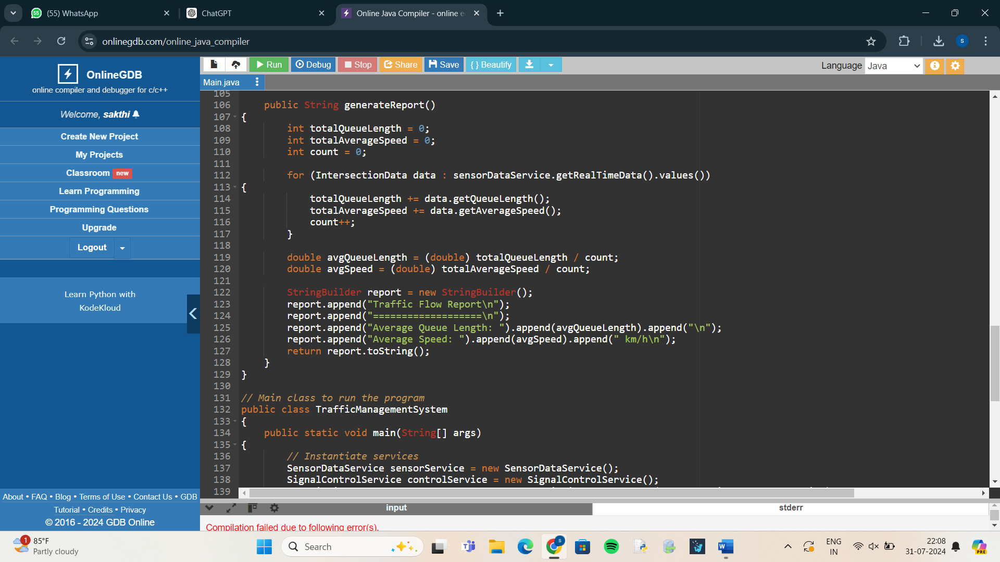 (55) WhatsApp
ChatGPT
Online Java Compiler - online e
onlinegdb.com/online_java_compiler
S
OnlineGDB
online compiler and debugger for c/c++
Welcome, sakthi
Create New Project
My Projects
Classroom new
Learn Programming
Programming Questions
Upgrade
Logout
Learn Python with
KodeKloud
About • FAQ • Blog • Terms of Use • Contact Us • GDB
Tutorial • Credits • Privacy
© 2016 - 2024 GDB Online
Run Debug Stop Share Save { } Beautify
Language Java
Main.java
105
106 public String generateReport()
107 {
108 int totalQueueLength = 0;
109 int totalAverageSpeed = 0;
110 int count = 0;
111
112 for (IntersectionData data : sensorDataService.getRealTimeData().values())
113 {
114 totalQueueLength += data.getQueueLength();
115 totalAverageSpeed += data.getAverageSpeed();
116 count++;
117 }
118
119 double avgQueueLength = (double) totalQueueLength / count;
120 double avgSpeed = (double) totalAverageSpeed / count;
121
122 StringBuilder report = new StringBuilder();
123 report.append("Traffic Flow Report\n");
124 report.append("===================\n");
125 report.append("Average Queue Length: ").append(avgQueueLength).append("\n");
126 report.append("Average Speed: ").append(avgSpeed).append(" km/h\n");
127 return report.toString();
128 }
129 }
130
131 // Main class to run the program
132 public class TrafficManagementSystem
133 {
134 public static void main(String[] args)
135 {
136 // Instantiate services
137 SensorDataService sensorService = new SensorDataService();
138 SignalControlService controlService = new SignalControlService();
139
input
stderr
Compilation failed due to following error(s).
1
85°F
Partly cloudy
Search
ENG
IN
22:08
31-07-2024
PRE